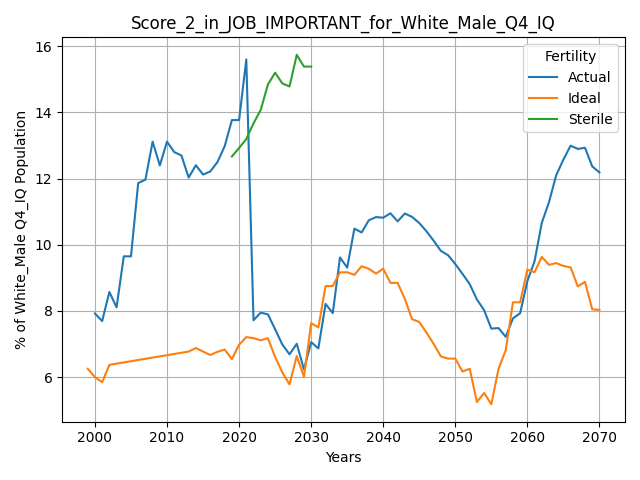 Score_2_in_JOB_IMPORTANT_for_White_Male_Q4_IQ
Fertility
Actual
Ideal
Sterile
% of White_Male Q4_IQ Population
16
14
12
10
8
6
2000 2010 2020 2030 2040 2050 2060 2070
Years